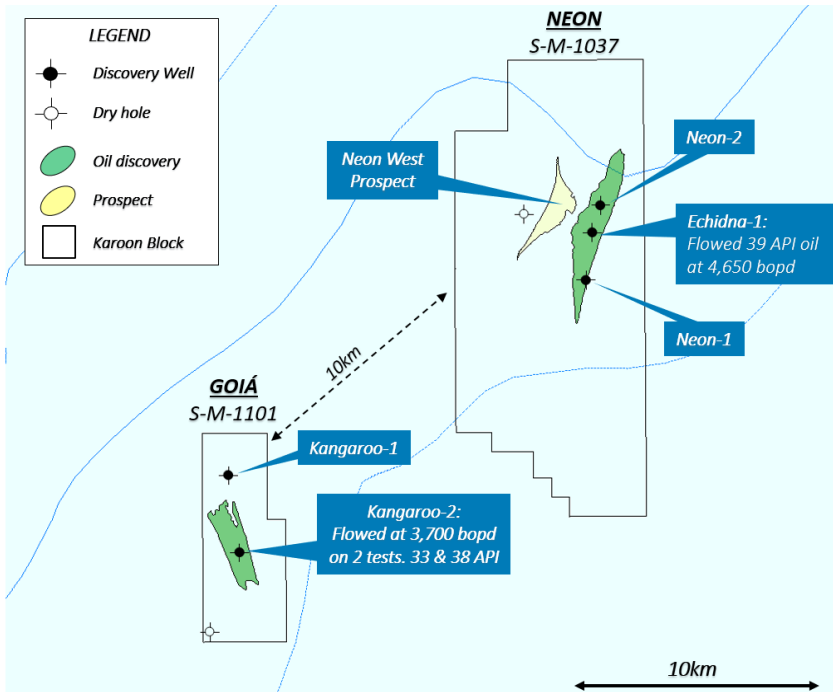 LEGEND
Discovery Well
Dry hole
Oil discovery
Prospect
Karoon Block
NEON
S-M-1037
Neon West
Prospect
Neon-2
Echidna-1:
Flowed 39 API oil
at 4,650 bopd
Neon-1
10km
GOIÁ
S-M-1101
Kangaroo-1
Kangaroo-2:
Flowed at 3,700 bopd
on 2 tests. 33 & 38 API
10km